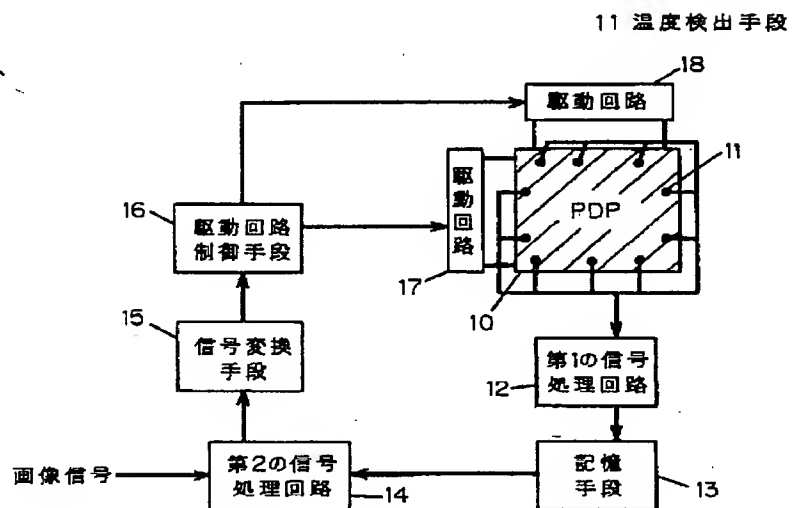 11 温度検出手段
18
駆動回路
11
駆動回路
PDP
16
駆動回路
制御手段
17
10
15
信号変換
手段
第1の信号
処理回路
12
画像信号
第2の信号
処理回路
14
記憶
手段
13